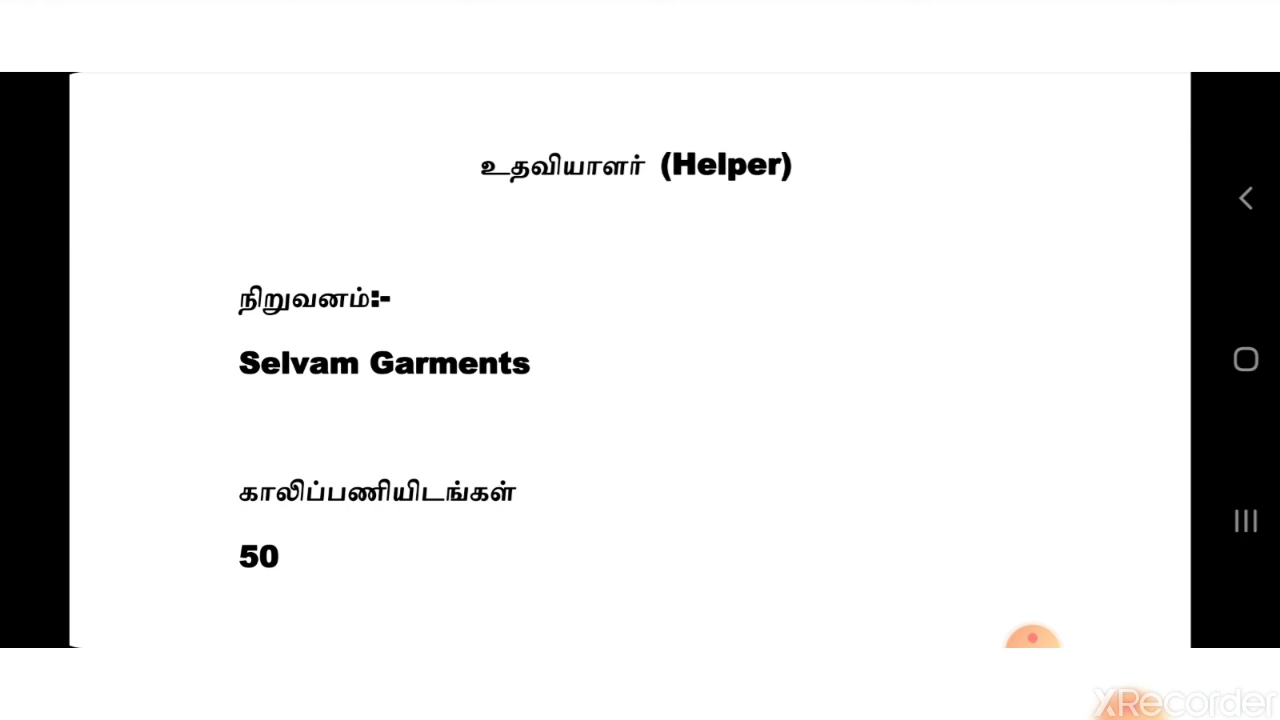 உதவியாளர் (Helper)
நிறுவனம்:-
Selvam Garments
காலிப்பணியிடங்கள்
50
XRecorder